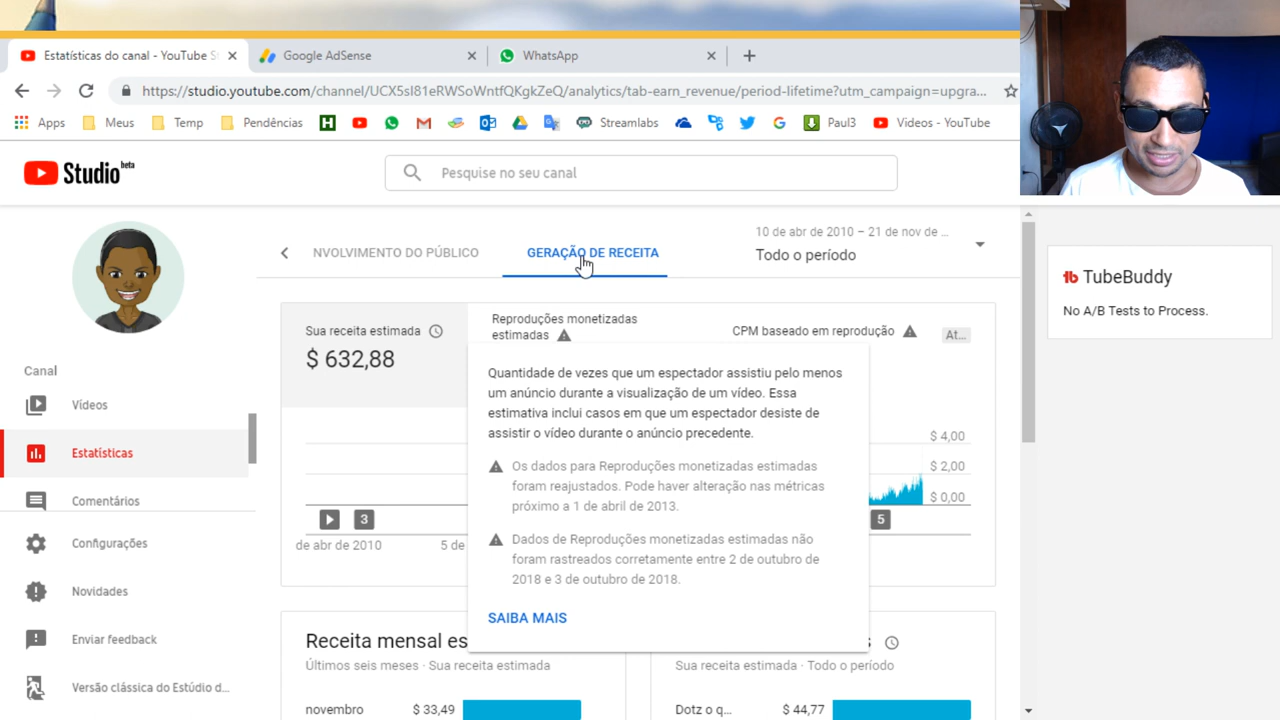 Estatísticas do canal - YouTube S
Google AdSense
WhatsApp
https://studio.youtube.com/channel/UCX5sI81eRWSoWntfQKgkZeQ/analytics/tab-earn_revenue/period-lifetime?utm_campaign=upgra...
Apps
Meus
Temp
Pendências
H
Streamlabs
G
Paul3
Videos - YouTube
Studio beta
Pesquise no seu canal
NVOLVIMENTO DO PÚBLICO
GERAÇÃO DE RECEITA
10 de abr de 2010 – 21 de nov de ...
Todo o período
TubeBuddy
No A/B Tests to Process.
Canal
Vídeos
Estatísticas
Comentários
Configurações
Novidades
Enviar feedback
Versão clássica do Estúdio d...
Sua receita estimada
$ 632,88
Reproduções monetizadas
estimadas
CPM baseado em reprodução
At...
Quantidade de vezes que um espectador assistiu pelo menos
um anúncio durante a visualização de um vídeo. Essa
estimativa inclui casos em que um espectador desiste de
assistir o vídeo durante o anúncio precedente.
Os dados para Reproduções monetizadas estimadas
foram reajustados. Pode haver alteração nas métricas
próximo a 1 de abril de 2013.
Dados de Reproduções monetizadas estimadas não
foram rastreados corretamente entre 2 de outubro de
2018 e 3 de outubro de 2018.
SAIBA MAIS
$ 4,00
$ 2,00
$ 0,00
3
5
de abr de 2010
5 de
Receita mensal es
Últimos seis meses · Sua receita estimada
novembro
$ 33,49
s
Sua receita estimada · Todo o período
Dotz o q...
$ 44,77